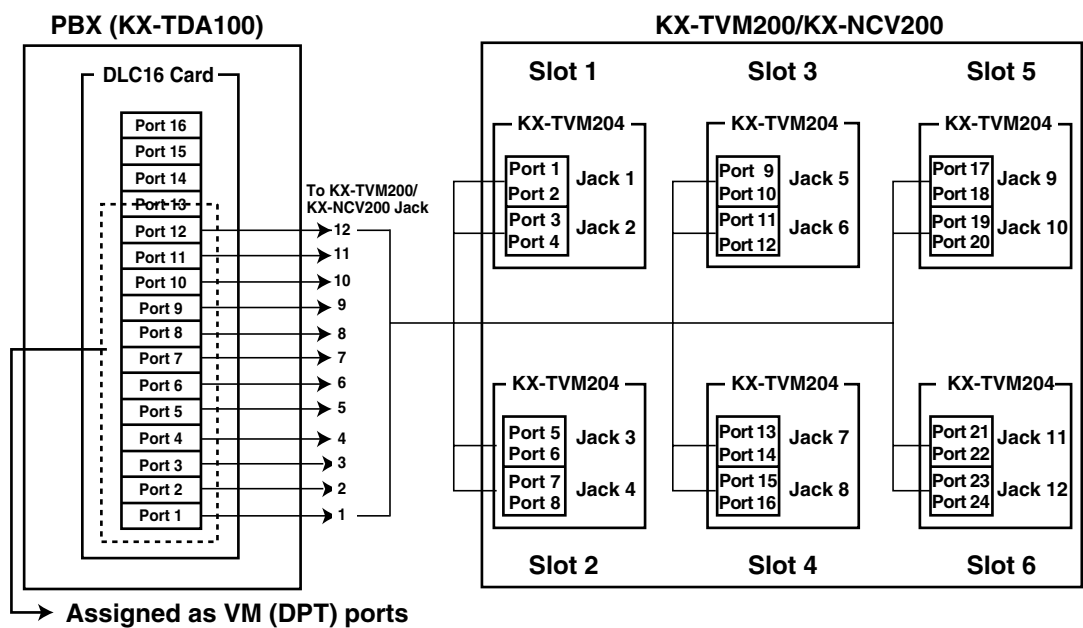 PBX (KX-TDA100)
DLC16 Card
Port 16
Port 15
Port 14
Port 13
Port 12
Port 11
Port 10
Port 9
Port 8
Port 7
Port 6
Port 5
Port 4
Port 3
Port 2
Port 1
To KX-TVM200/
KX-NCV200 Jack
12
11
10
9
8
7
6
5
4
3
2
1
Assigned as VM (DPT) ports
KX-TVM200/KX-NCV200
Slot 1
KX-TVM204
Port 1
Port 2
Jack 1
Port 3
Port 4
Jack 2
Slot 3
KX-TVM204
Port 9
Port 10
Jack 5
Port 11
Port 12
Jack 6
Slot 5
KX-TVM204
Port 17
Port 18
Jack 9
Port 19
Port 20
Jack 10
KX-TVM204
Port 5
Port 6
Jack 3
Port 7
Port 8
Jack 4
Slot 2
KX-TVM204
Port 13
Port 14
Jack 7
Port 15
Port 16
Jack 8
Slot 4
KX-TVM204
Port 21
Port 22
Jack 11
Port 23
Port 24
Jack 12
Slot 6